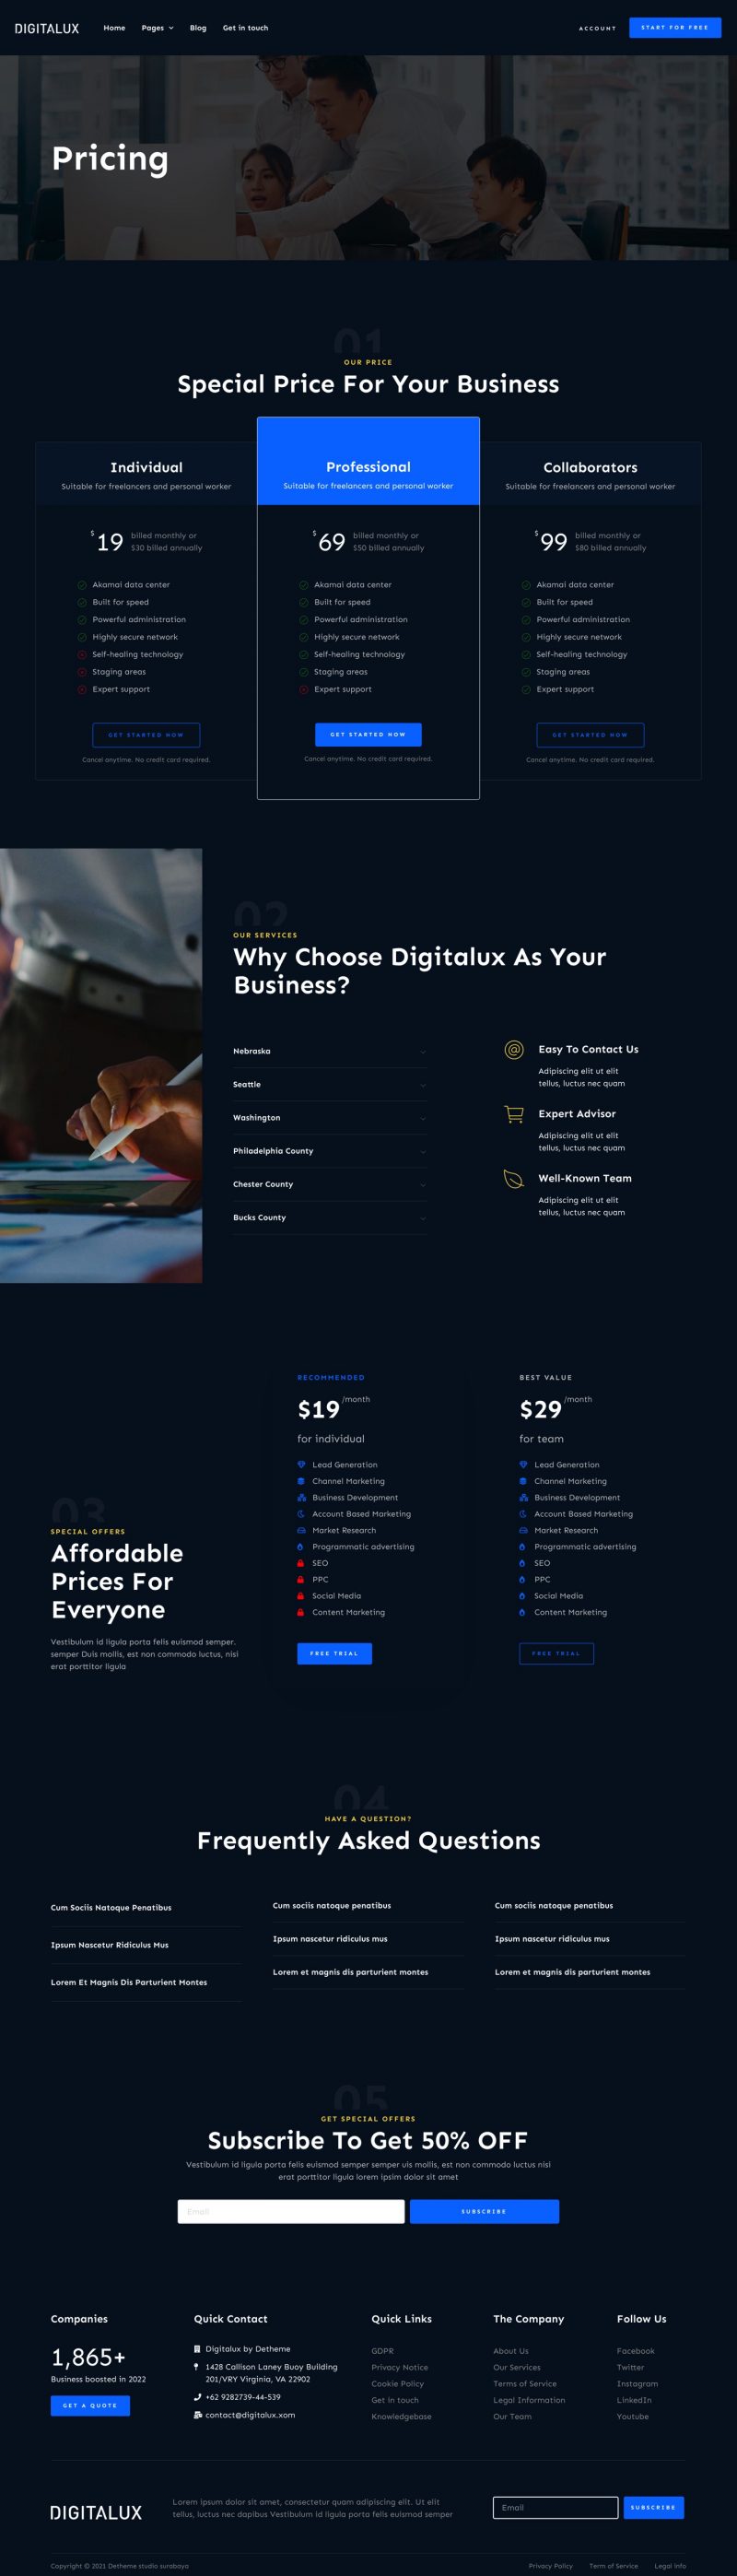 DIGITALUX
Home Pages Blog Get in touch
ACCOUNT
START FOR FREE
Pricing
01
OUR PRICE
Special Price For Your Business
Individual
Suitable for freelancers and personal worker
$ 19
billed monthly or
$30 billed annually
Akamai data center
Built for speed
Powerful administration
Highly secure network
Self-healing technology
Staging areas
Expert support
GET STARTED NOW
Cancel anytime. No credit card required.
Professional
Suitable for freelancers and personal worker
$ 69
billed monthly or
$50 billed annually
Akamai data center
Built for speed
Powerful administration
Highly secure network
Self-healing technology
Staging areas
Expert support
GET STARTED NOW
Cancel anytime. No credit card required.
Collaborators
Suitable for freelancers and personal worker
$ 99
billed monthly or
$80 billed annually
Akamai data center
Built for speed
Powerful administration
Highly secure network
Self-healing technology
Staging areas
Expert support
GET STARTED NOW
Cancel anytime. No credit card required.
02
OUR SERVICES
Why Choose Digitalux As Your
Business?
Nebraska
Seattle
Washington
Philadelphia County
Chester County
Bucks County
Easy To Contact Us
Adipiscing elit ut elit
tellus, luctus nec quam
Expert Advisor
Adipiscing elit ut elit
tellus, luctus nec quam
Well-Known Team
Adipiscing elit ut elit
tellus, luctus nec quam
03
SPECIAL OFFERS
Affordable
Prices For
Everyone
Vestibulum id ligula porta felis euismod semper.
semper Duis mollis, est non commodo luctus, nisi
erat porttitor ligula
RECOMMENDED
$19 /month
for individual
Lead Generation
Channel Marketing
Business Development
Account Based Marketing
Market Research
Programmatic advertising
SEO
PPC
Social Media
Content Marketing
FREE TRIAL
BEST VALUE
$29 /month
for team
Lead Generation
Channel Marketing
Business Development
Account Based Marketing
Market Research
Programmatic advertising
SEO
PPC
Social Media
Content Marketing
FREE TRIAL
04
HAVE A QUESTION?
Frequently Asked Questions
Cum Sociis Natoque Penatibus
Ipsum Nascetur Ridiculus Mus
Lorem Et Magnis Dis Parturient Montes
Cum sociis natoque penatibus
Ipsum nascetur ridiculus mus
Lorem et magnis dis parturient montes
Cum sociis natoque penatibus
Ipsum nascetur ridiculus mus
Lorem et magnis dis parturient montes
05
GET SPECIAL OFFERS
Subscribe To Get 50% OFF
Vestibulum id ligula porta felis euismod semper semper uis mollis, est non commodo luctus nisi
erat porttitor ligula lorem ipsim dolor sit amet
Email
SUBSCRIBE
Companies
1,865+
Business boosted in 2022
GET A QUOTE
Quick Contact
Digitalux by Detheme
1428 Callison Laney Buoy Building
201/VRY Virginia, VA 22902
+62 9282739-44-539
contact@digitalux.xom
Quick Links
GDPR
Privacy Notice
Cookie Policy
Get in touch
Knowledgebase
The Company
About Us
Our Services
Terms of Service
Legal Information
Our Team
Follow Us
Facebook
Twitter
Instagram
LinkedIn
Youtube
DIGITALUX
Lorem ipsum dolor sit amet, consectetur quam adipiscing elit. Ut elit
tellus, luctus nec dapibus Vestibulum id ligula porta felis euismod semper
Email
SUBSCRIBE
Copyright © 2021 Detheme studio surabaya
Privacy Policy Term of Service Legal Info